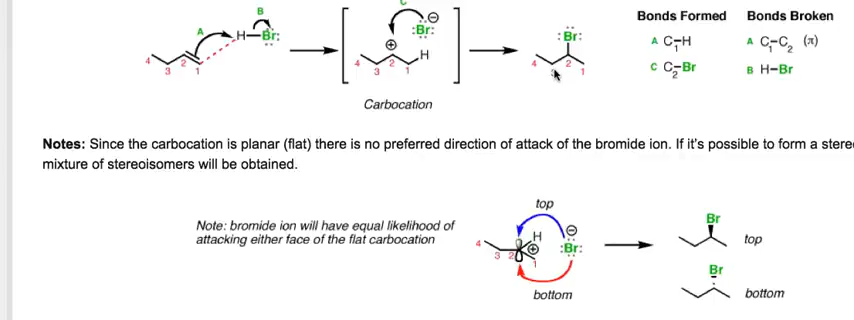 B
C
Bonds Formed Bonds Broken
A
H—Br:
:Br:
:Br:
A C1-H
A C1-C2 (π)
4 3 2 1
4 3 2 H
4 3 2 1
C C2-Br
B H-Br
Carbocation
Notes: Since the carbocation is planar (flat) there is no preferred direction of attack of the bromide ion. If it's possible to form a
mixture of stereoisomers will be obtained.
top
Note: bromide ion will have equal likelihood of
attacking either face of the flat carbocation
4 3 2 1 H
:Br:
Br
top
Br
bottom
bottom